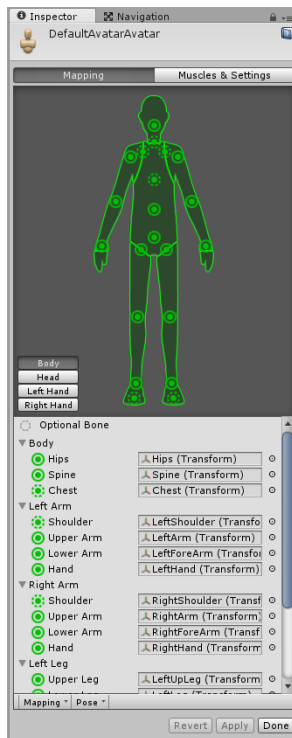 Inspector Navigation
DefaultAvatarAvatar
Mapping Muscles & Settings
Body
Head
Left Hand
Right Hand
Optional Bone
Body
Hips Hips (Transform)
Spine Spine (Transform)
Chest Chest (Transform)
Left Arm
Shoulder LeftShoulder (Transfo
Upper Arm LeftArm (Transform)
Lower Arm LeftForeArm (Transfor
Hand LeftHand (Transform)
Right Arm
Shoulder RightShoulder (Transf
Upper Arm RightArm (Transform)
Lower Arm RightForeArm (Transf
Hand RightHand (Transform
Left Leg
Upper Leg LeftUpLeg (Transform
Mapping Pose
Revert Apply Done